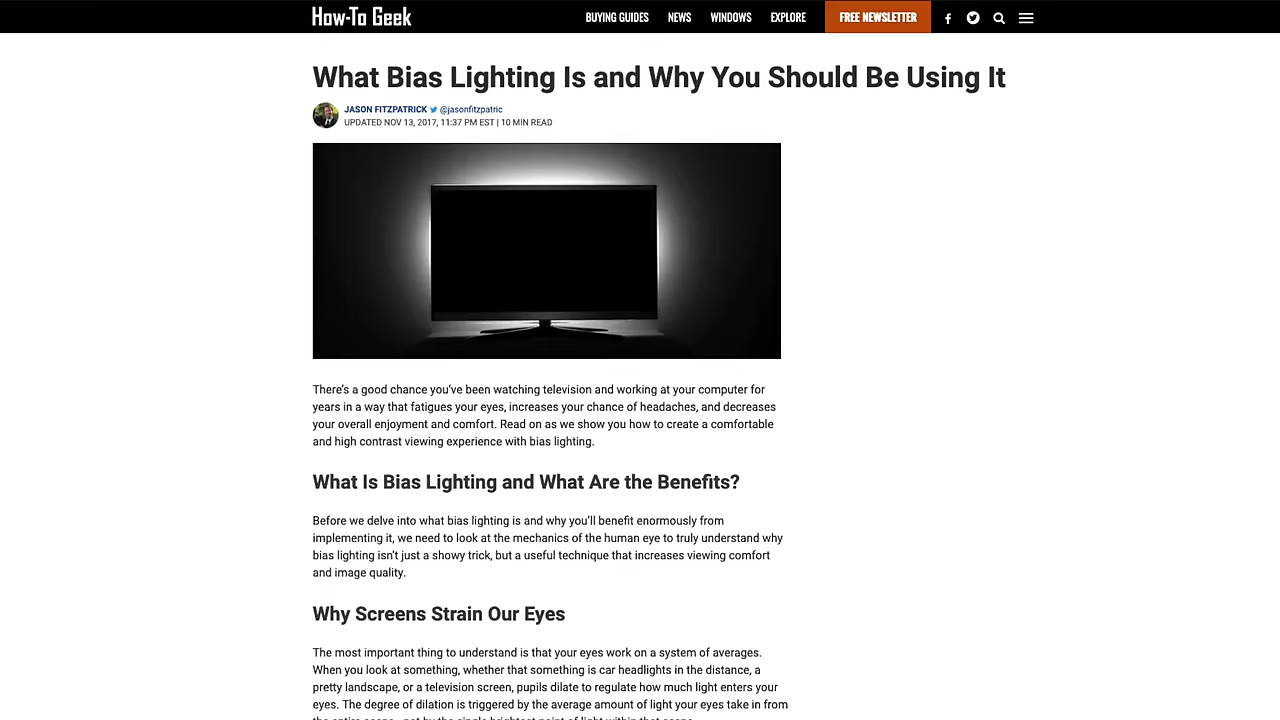 How-To Geek
BUYING GUIDES NEWS WINDOWS EXPLORE FREE NEWSLETTER
What Bias Lighting Is and Why You Should Be Using It
JASON FITZPATRICK @jasonfitzpatric
UPDATED NOV 13, 2017, 11:37 PM EST | 10 MIN READ
There's a good chance you've been watching television and working at your computer for
years in a way that fatigues your eyes, increases your chance of headaches, and decreases
your overall enjoyment and comfort. Read on as we show you how to create a comfortable
and high contrast viewing experience with bias lighting.
What Is Bias Lighting and What Are the Benefits?
Before we delve into what bias lighting is and why you'll benefit enormously from
implementing it, we need to look at the mechanics of the human eye to truly understand why
bias lighting isn't just a showy trick, but a useful technique that increases viewing comfort
and image quality.
Why Screens Strain Our Eyes
The most important thing to understand is that your eyes work on a system of averages.
When you look at something, whether that something is car headlights in the distance, a
pretty landscape, or a television screen, pupils dilate to regulate how much light enters your
eyes. The degree of dilation is triggered by the average amount of light your eyes take in from